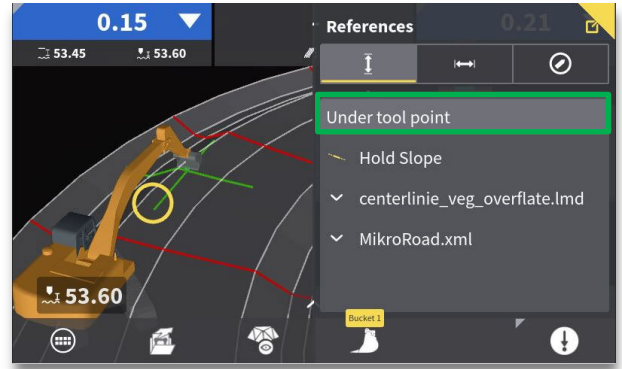 0.15
53.45
53.60
References
0.21
Under tool point
Hold Slope
centerlinie_veg_overflate.lmd
MikroRoad.xml
53.60
Bucket 1